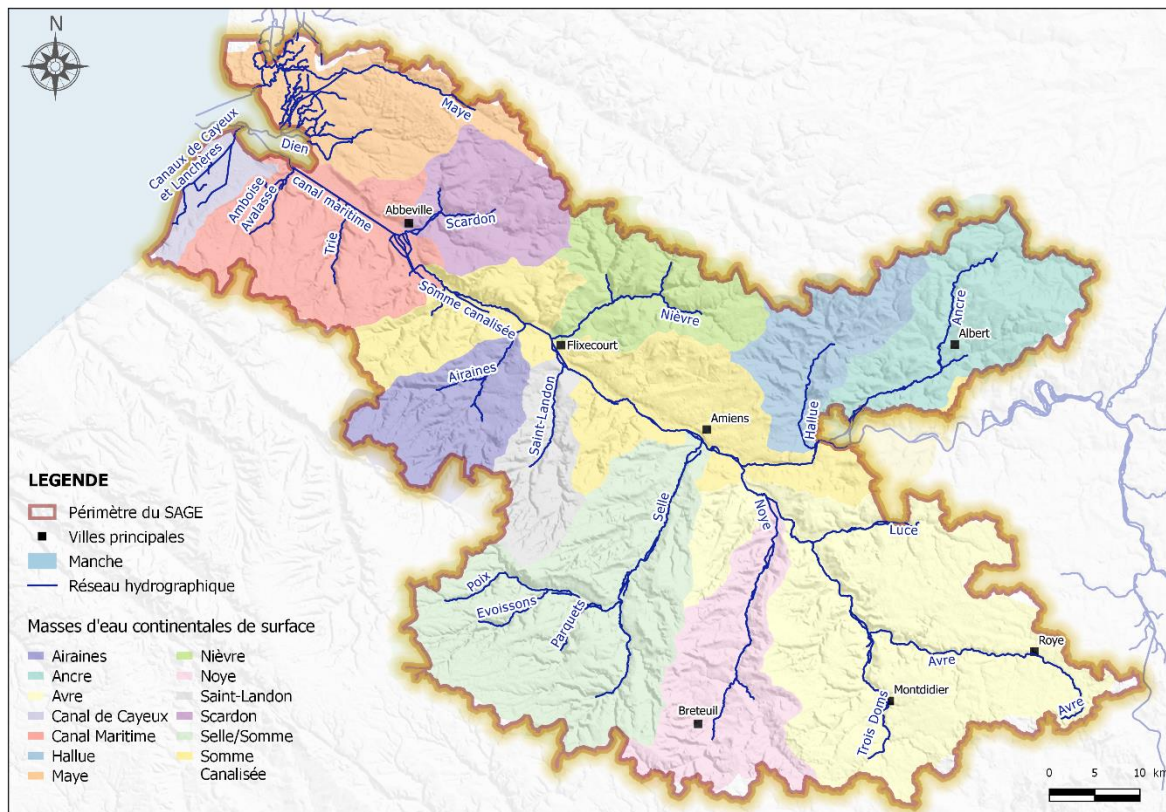 N
Maye
Dien
Canaux de Cayeux
et Lanchères
Amboise
Avalasse
canal maritime
Abbeville
Scardon
Trie
Somme canalisée
Nièvre
Ancre
Albert
Flixecourt
Airaines
Saint-Landon
Hallue
Amiens
Selle
Noye
Luce
Poix
Evoissons
Parquets
Avre
Roye
Montdidier
Avre
Trois Doms
Breteuil
LEGENDE
Périmètre du SAGE
Villes principales
Manche
Réseau hydrographique
Masses d'eau continentales de surface
Airaines
Ancre
Avre
Canal de Cayeux
Canal Maritime
Hallue
Maye
Nièvre
Noye
Saint-Landon
Scardon
Selle/Somme
Somme
Canalisée
0 5 10 km